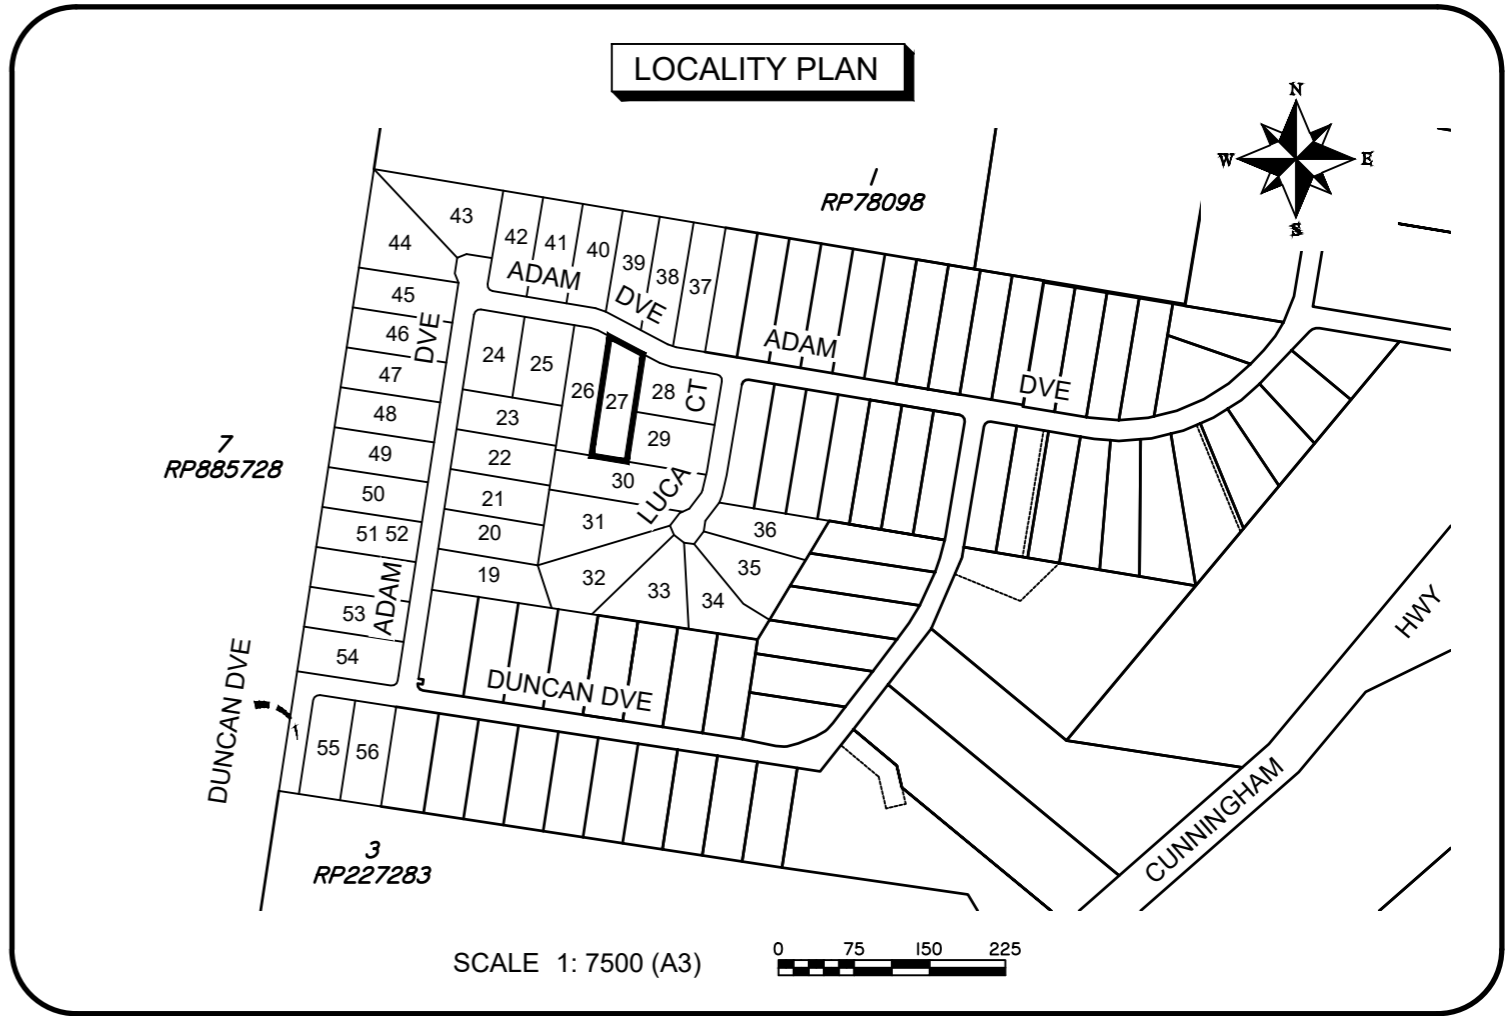 LOCALITY PLAN
N
W E
S
1
RP78098
43
44
42 41 40 39 38 37
ADAM DVE
45
46
DVE
47
48
49
50
51 52
ADAM
53
54
24 25 26 27 28
CT
23
29
22
30
LUCA
21
31
20
19
32 33 34 35 36
ADAM DVE
7
RP885728
DUNCAN DVE
DUNCAN DVE
55 56
HWY
CUNNINGHAM
3
RP227283
SCALE 1: 7500 (A3)
0 75 150 225